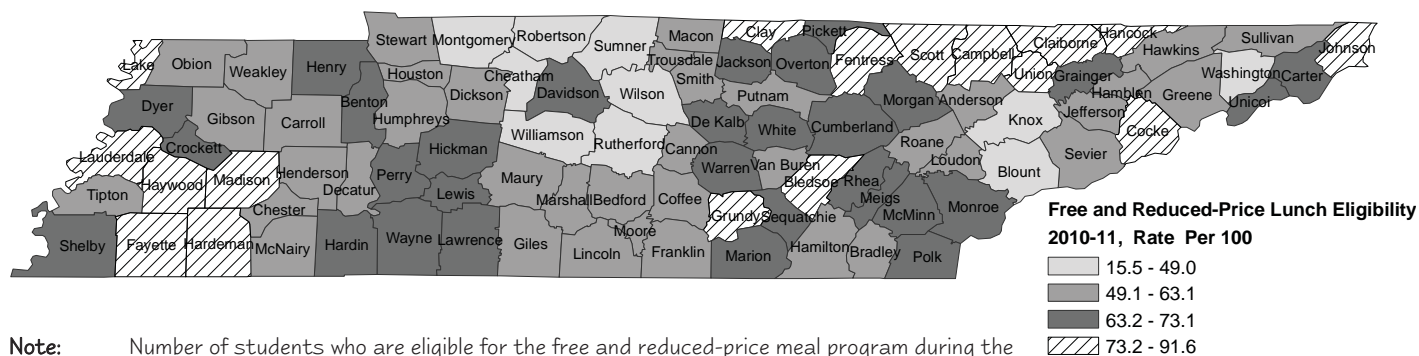 Stewart Montgomery Robertson Sumner Macon Clay Pickett Scott Campbell Claiborne Hancock Hawkins Sullivan Johnson
Lake Obion Weakley Henry Houston Cheatham Trousdale Smith Jackson Overton Fentress Union Grainger Washington Carter
Dyer Gibson Carroll Benton Humphreys Dickson Davidson Wilson Putnam Morgan Anderson Knox Hamblen Jefferson Greene Unicoi
Lauderdale Crockett Hickman Williamson Rutherford Cannon De Kalb White Cumberland Roane Loudon Blount Sevier Cocke
Tipton Haywood Madison Henderson Decatur Perry Lewis Maury Marshall Bedford Coffee Warren Van Buren Bledsoe Rhea Meigs McMinn Monroe
Shelby Fayette Hardeman Chester McNairy Hardin Wayne Lawrence Giles Lincoln Moore Franklin Grundy Sequatchie Marion Hamilton Bradley Polk
Free and Reduced-Price Lunch Eligibility
2010-11, Rate Per 100
15.5 - 49.0
49.1 - 63.1
63.2 - 73.1
73.2 - 91.6
Note: Number of students who are eligible for the free and reduced-price meal program during the